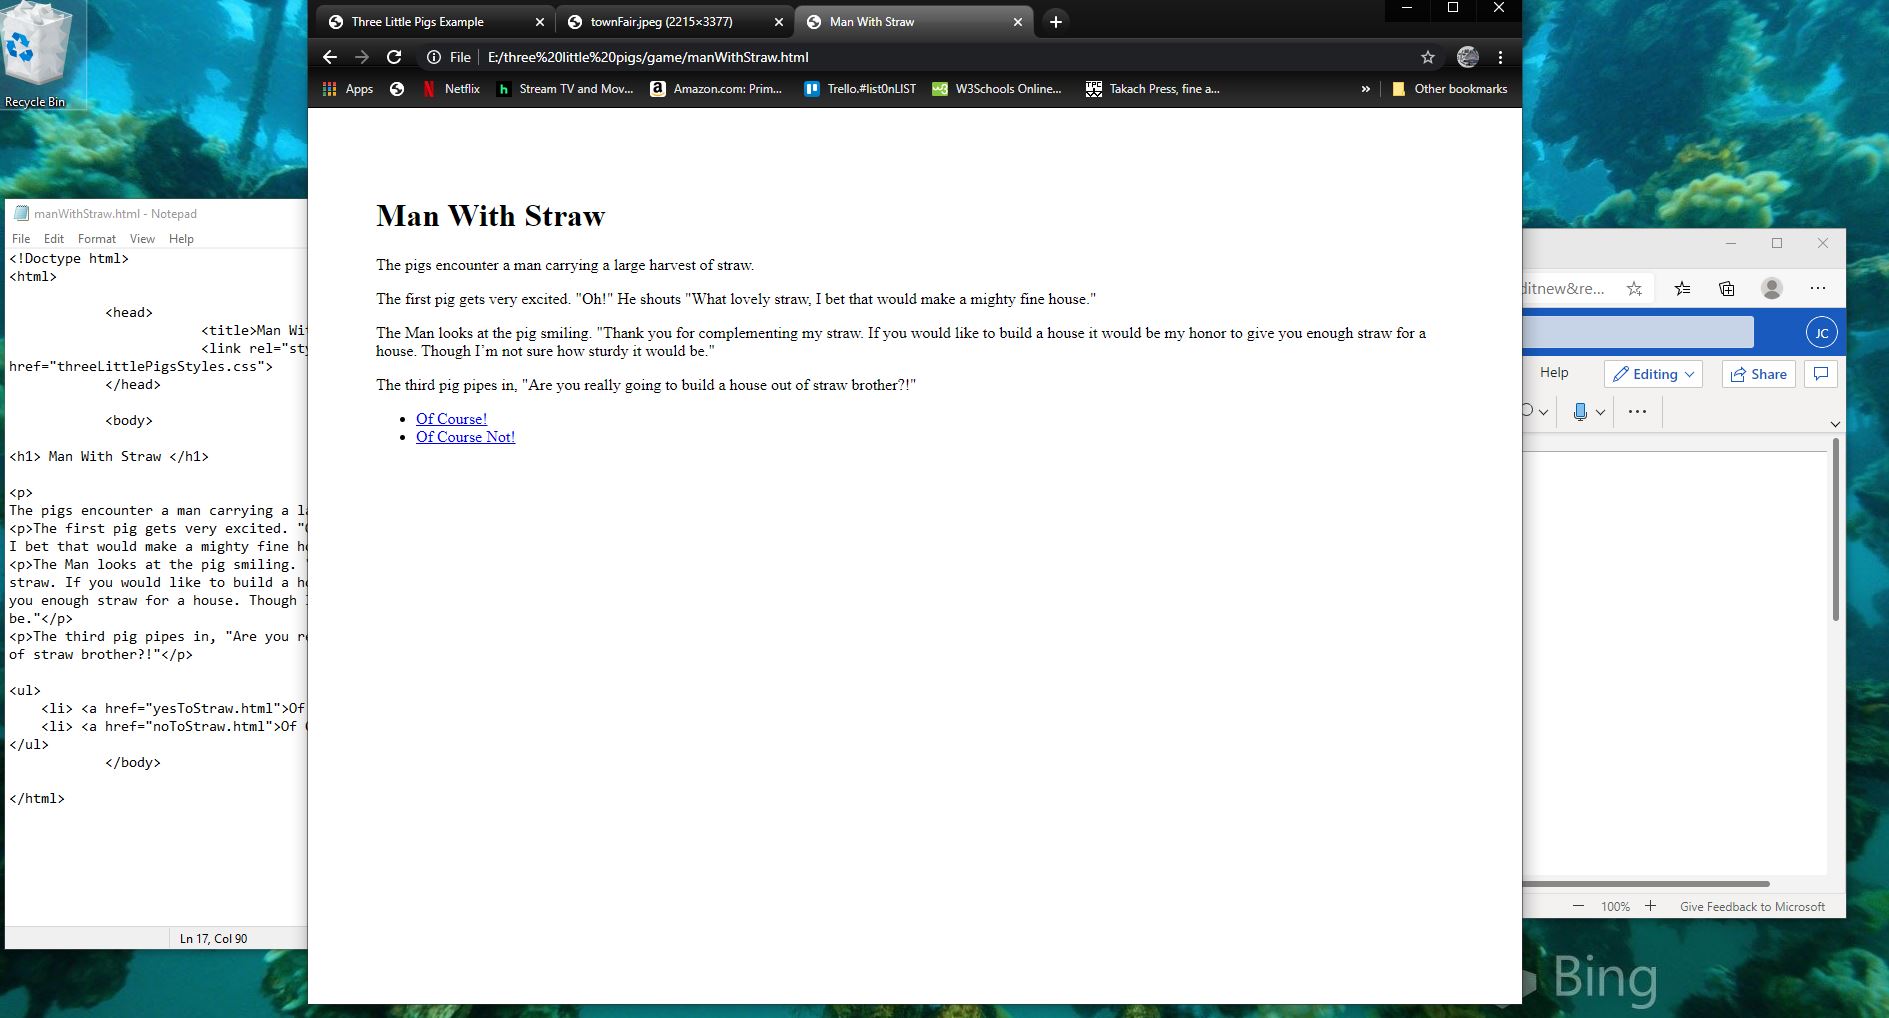 Recycle Bin
Three Little Pigs Example
townFair.jpeg (2215×3377)
Man With Straw
File
E:/three%20little%20pigs/game/manWithStraw.html
Apps
Netflix
h
Stream TV and Mov...
a
Amazon.com: Prim...
Trello.#list0nLIST
W3Schools Online...
Takach Press, fine a...
»
Other bookmarks
Man With Straw
The pigs encounter a man carrying a large harvest of straw.
The first pig gets very excited. "Oh!" He shouts "What lovely straw, I bet that would make a mighty fine house."
The Man looks at the pig smiling. "Thank you for complementing my straw. If you would like to build a house it would be my honor to give you enough straw for a
house. Though I`m not sure how sturdy it would be."
The third pig pipes in, "Are you really going to build a house out of straw brother?!"
• Of Course!
• Of Course Not!
manWithStraw.html - Notepad
File Edit Format View Help
<!Doctype html>
<html>
<head>
<title>Man Wi
<link rel="sty
href="threeLittlePigsStyles.css">
</head>
<body>
<h1> Man With Straw </h1>
<p>
The pigs encounter a man carrying a la
<p>The first pig gets very excited. "
I bet that would make a mighty fine ho
<p>The Man looks at the pig smiling.
straw. If you would like to build a ho
you enough straw for a house. Though I
be."</p>
<p>The third pig pipes in, "Are you re
of straw brother?!"</p>
<ul>
<li> <a href="yesToStraw.html">Of
<li> <a href="noToStraw.html">Of
</ul>
</body>
</html>
Ln 17, Col 90
ditnew&re...
JC
Help
Editing
Share
100%
Give Feedback to Microsoft
Bing